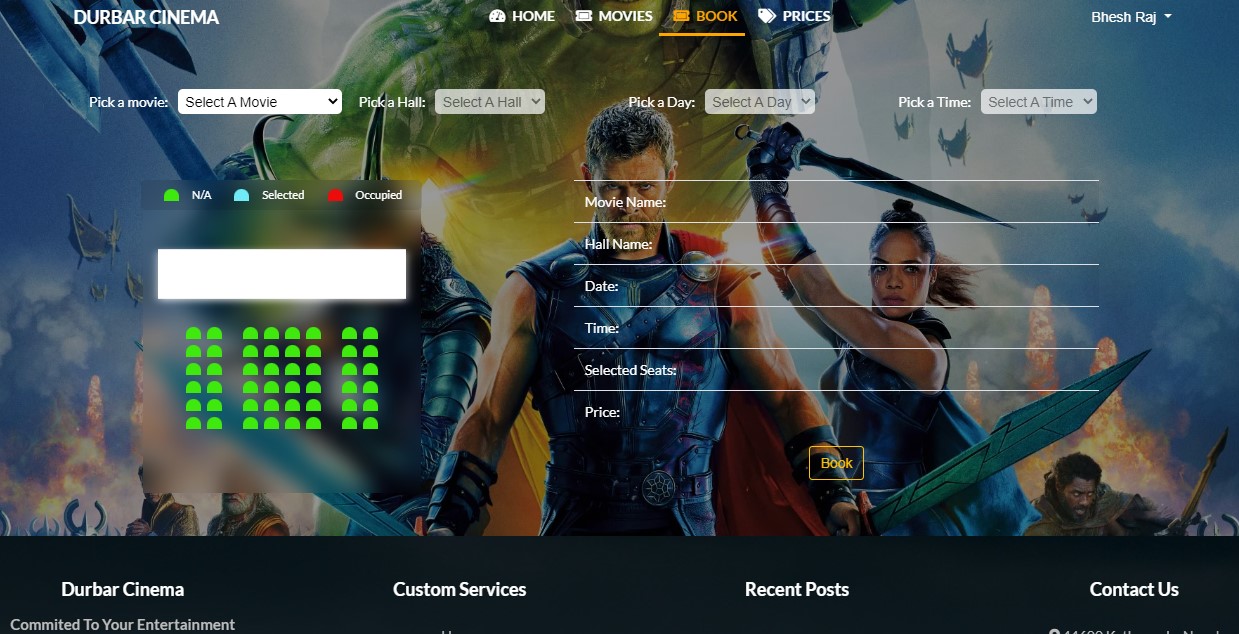 DURBAR CINEMA HOME MOVIES BOOK PRICES Bhesh Raj
Pick a movie: Select A Movie Pick a Hall: Select A Hall Pick a Day: Select A Day Pick a Time: Select A Time
N/A Selected Occupied
Movie Name:
Hall Name:
Date:
Time:
Selected Seats:
Price:
Book
Durbar Cinema Custom Services Recent Posts Contact Us
Commited To Your Entertainment